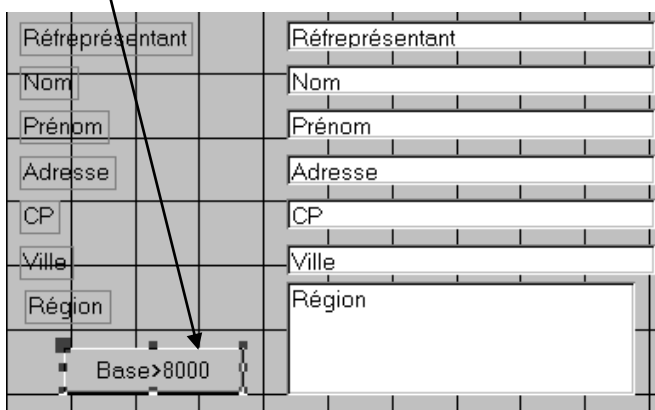 Réfreprésentant Réfreprésentant
Nom Nom
Prénom Prénom
Adresse Adresse
CP CP
Ville Ville
Région Région
Base>8000